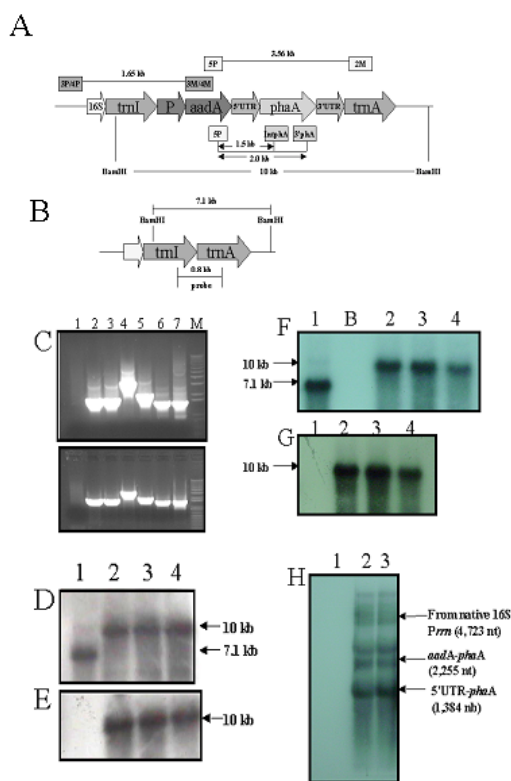 A
3.56 kb
5P
2M
1.65 kb
3P/4P
3M/4M
16S
trnI
P
aadA
5'UTR
phaA
3'UTR
trnA
5P
IntphA
3'phA
1.5 kb
2.0 kb
BamHI
10 kb
BamHI
B
7.1 kb
BamHI
BamHI
trnI
trnA
0.8 kb
probe
C
1 2 3 4 5 6 7 M
F
1 B 2 3 4
10 kb
7.1 kb
G
1 2 3 4
10 kb
D
1 2 3 4
10 kb
7.1 kb
E
10 kb
H
1 2 3
From native 16S
Prrn (4,723 nt)
aadA-phaA
(2,255 nt)
5'UTR-phaA
(1,384 nb)